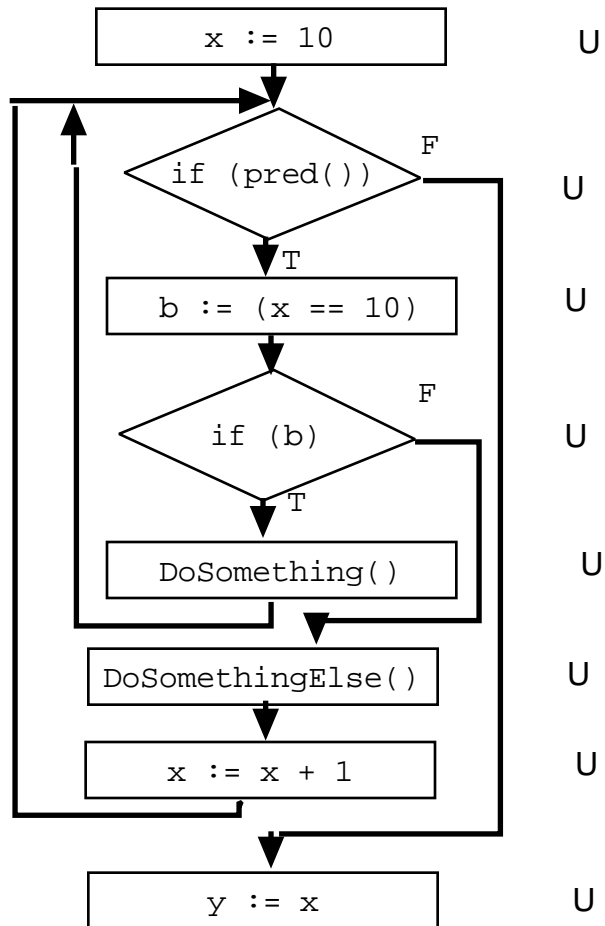 x := 10 U
F
if (pred()) U
T
b := (x == 10) U
F
if (b) U
T
DoSomething() U
DoSomethingElse() U
x := x + 1 U
y := x U